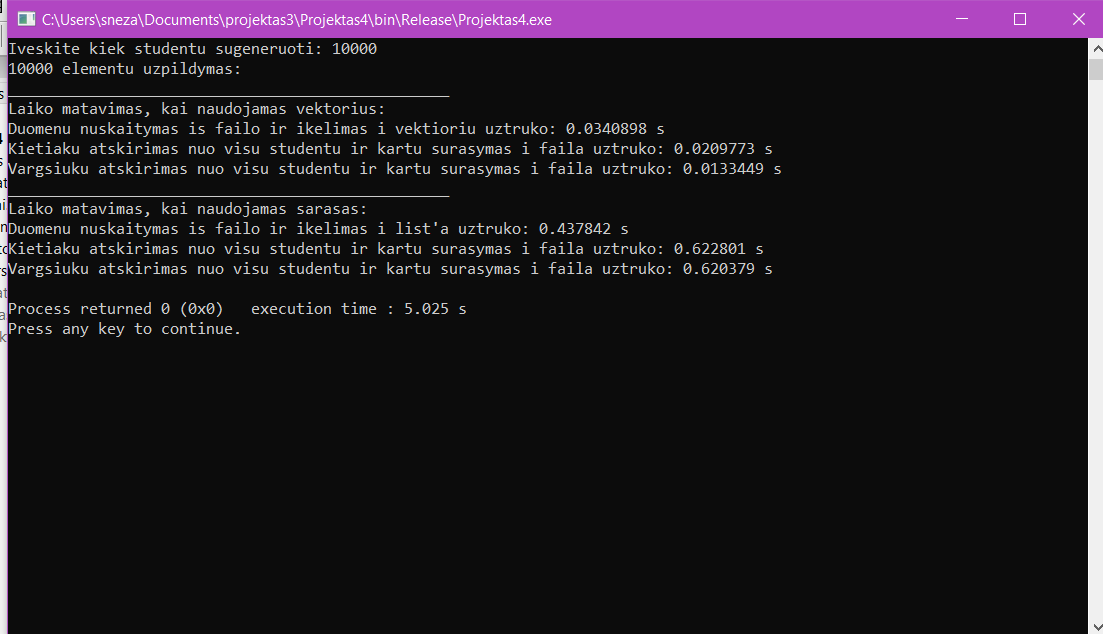 C:\Users\sneza\Documents\projektas3\Projektas4\bin\Release\Projektas4.exe
Iveskite kiek studentu sugeneruoti: 10000
10000 elementu uzpildymas:
Laiko matavimas, kai naudojamas vektorius:
Duomenu nuskaitymas is failo ir ikelimas i vektioriu uztruko: 0.0340898 s
Kietiaku atskirimas nuo visu studentu ir kartu surasymas i faila uztruko: 0.0209773 s
Vargsiuku atskirimas nuo visu studentu ir kartu surasymas i faila uztruko: 0.0133449 s
Laiko matavimas, kai naudojamas sarasas:
Duomenu nuskaitymas is failo ir ikelimas i list'a uztruko: 0.437842 s
Kietiaku atskirimas nuo visu studentu ir kartu surasymas i faila uztruko: 0.622801 s
Vargsiuku atskirimas nuo visu studentu ir kartu surasymas i faila uztruko: 0.620379 s
Process returned 0 (0x0)   execution time : 5.025 s
Press any key to continue.